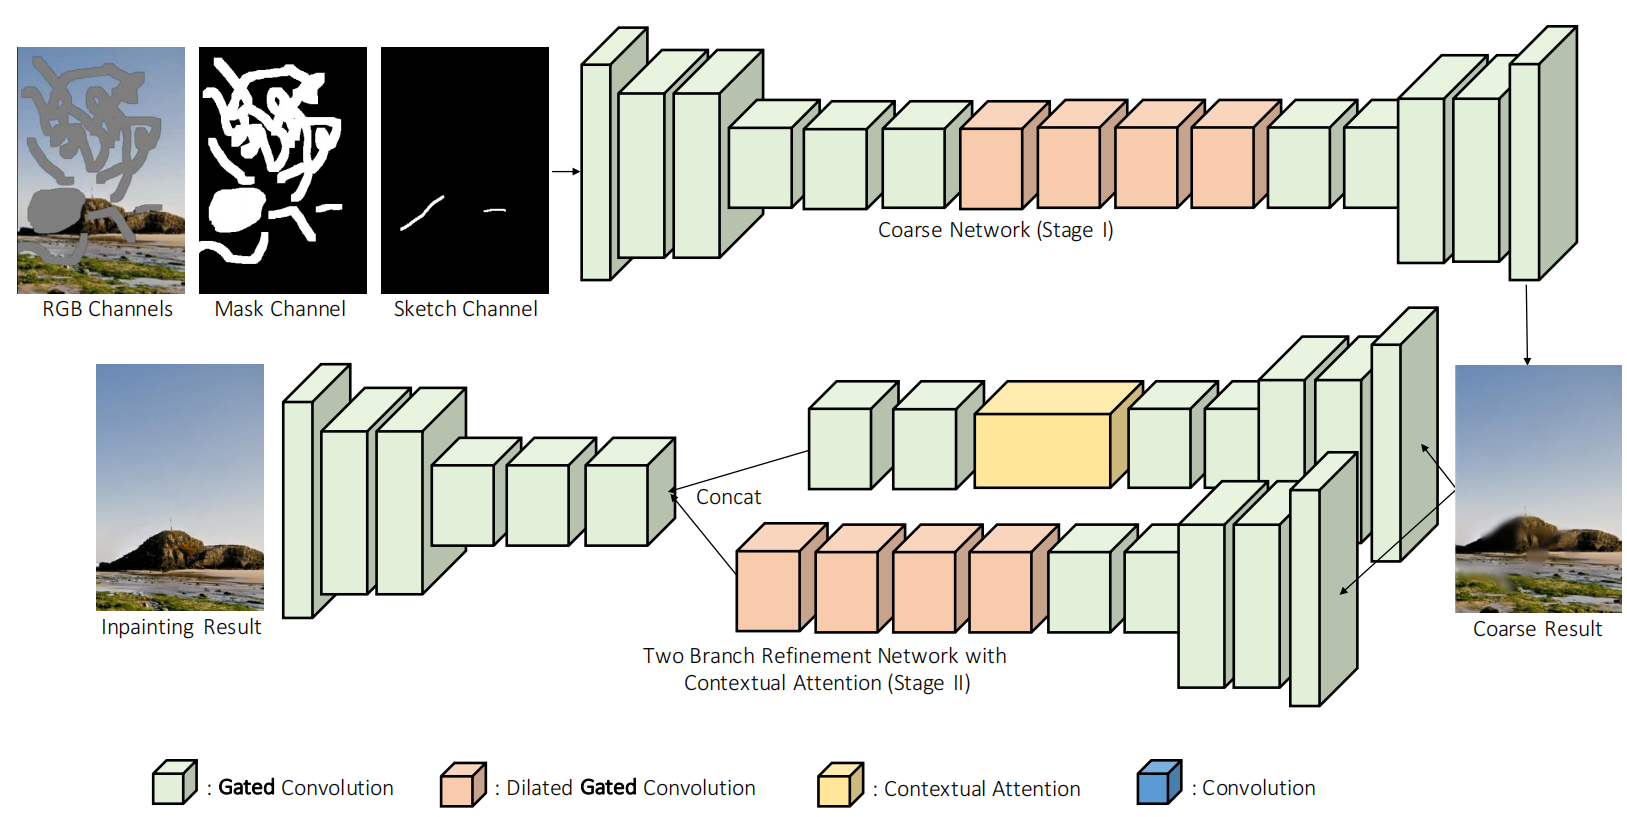 RGB Channels
Mask Channel
Sketch Channel
Coarse Network (Stage I)
Concat
Inpainting Result
Coarse Result
Two Branch Refinement Network with
Contextual Attention (Stage II)
: Gated Convolution
: Dilated Gated Convolution
: Contextual Attention
: Convolution